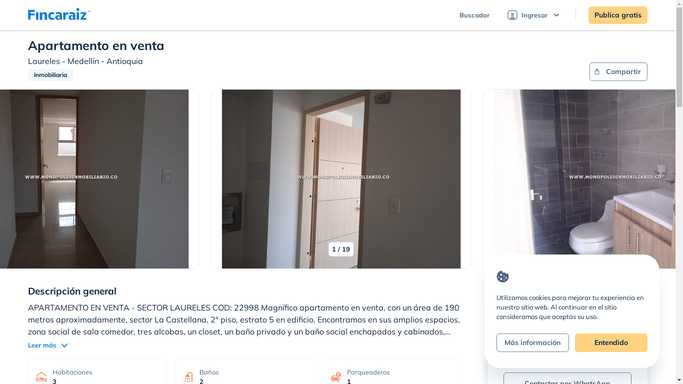 Fincaraiz
Buscador
Ingresar
Publica gratis
Apartamento en venta
Laureles - Medellín - Antioquia
Inmobiliaria
Compartir
WWW.MONOPOLIOINMOBILIARIO.CO
WWW.MONOPOLIOINMOBILIARIO.CO
WWW.MONOPOLIOINMOBILIARIO.CO
1 / 19
Descripción general
APARTAMENTO EN VENTA - SECTOR LAURELES COD: 22998 Magnífico apartamento en venta, con un área de 190
metros aproximadamente, sector La Castellana, 2° piso, estrato 5 en edificio, Encontramos en sus amplios espacios,
zona social de sala comedor, tres alcobas, un closet, un baño privado y un baño social enchapados y cabinados,...
Leer más
Habitaciones
3
Baños
2
Parqueaderos
1
Utilizamos cookies para mejorar tu experiencia en
nuestro sitio web. Al continuar en el sitio
consideramos que aceptas su uso.
Más información
Entendido
Contactar por WhatsApp